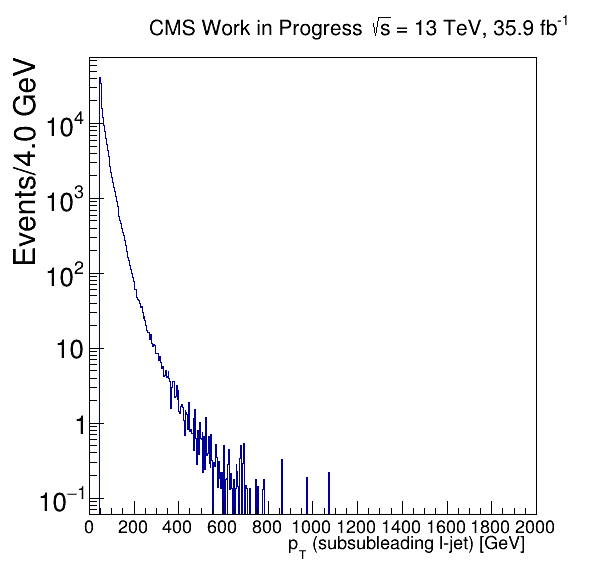 CMS Work in Progress √s = 13 TeV, 35.9 fb⁻¹
Events/4.0 GeV
10⁴
10³
10²
10
1
10⁻¹
0 200 400 600 800 1000 1200 1400 1600 1800 2000
p_T (subsubleading l-jet) [GeV]